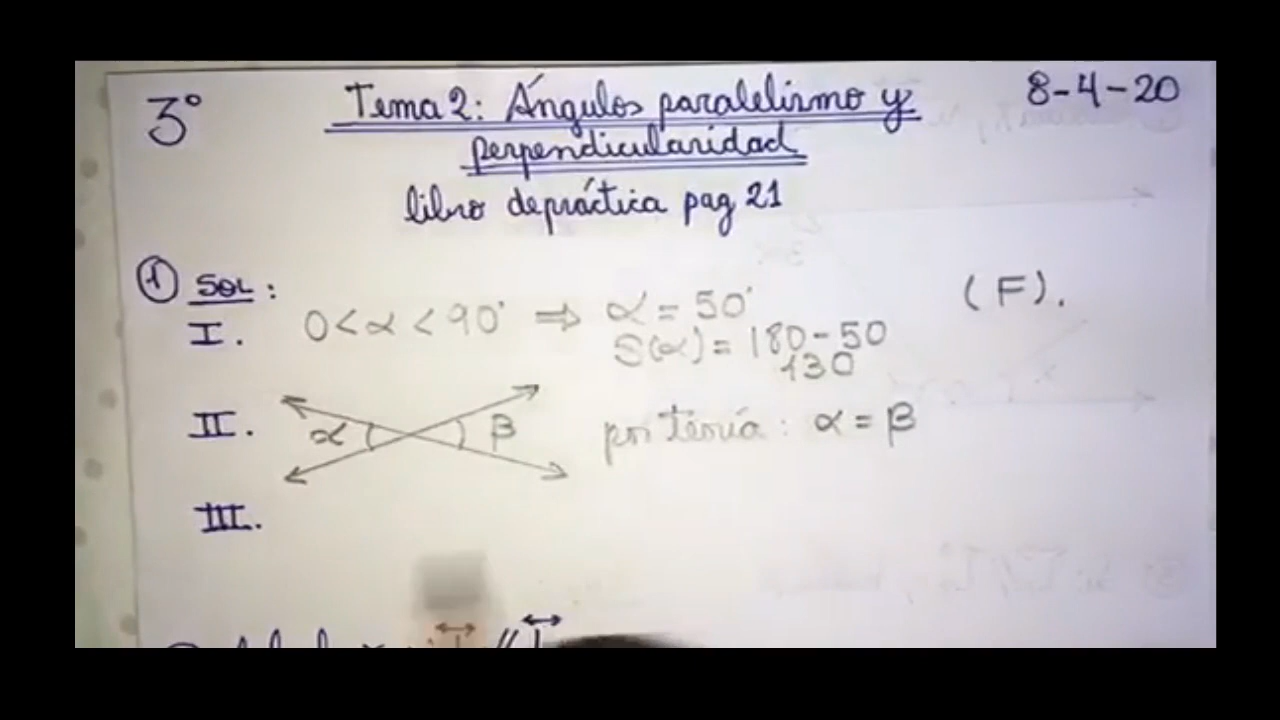 3° Tema 2: Ángulos paralelismo y 8-4-20
perpendicularidad
libro de práctica pag 21
① SOL:
I. 0 < α < 90° ⇒ α = 50° (F).
S(α) = 180 - 50
130
II. α β por teoría: α = β
III.